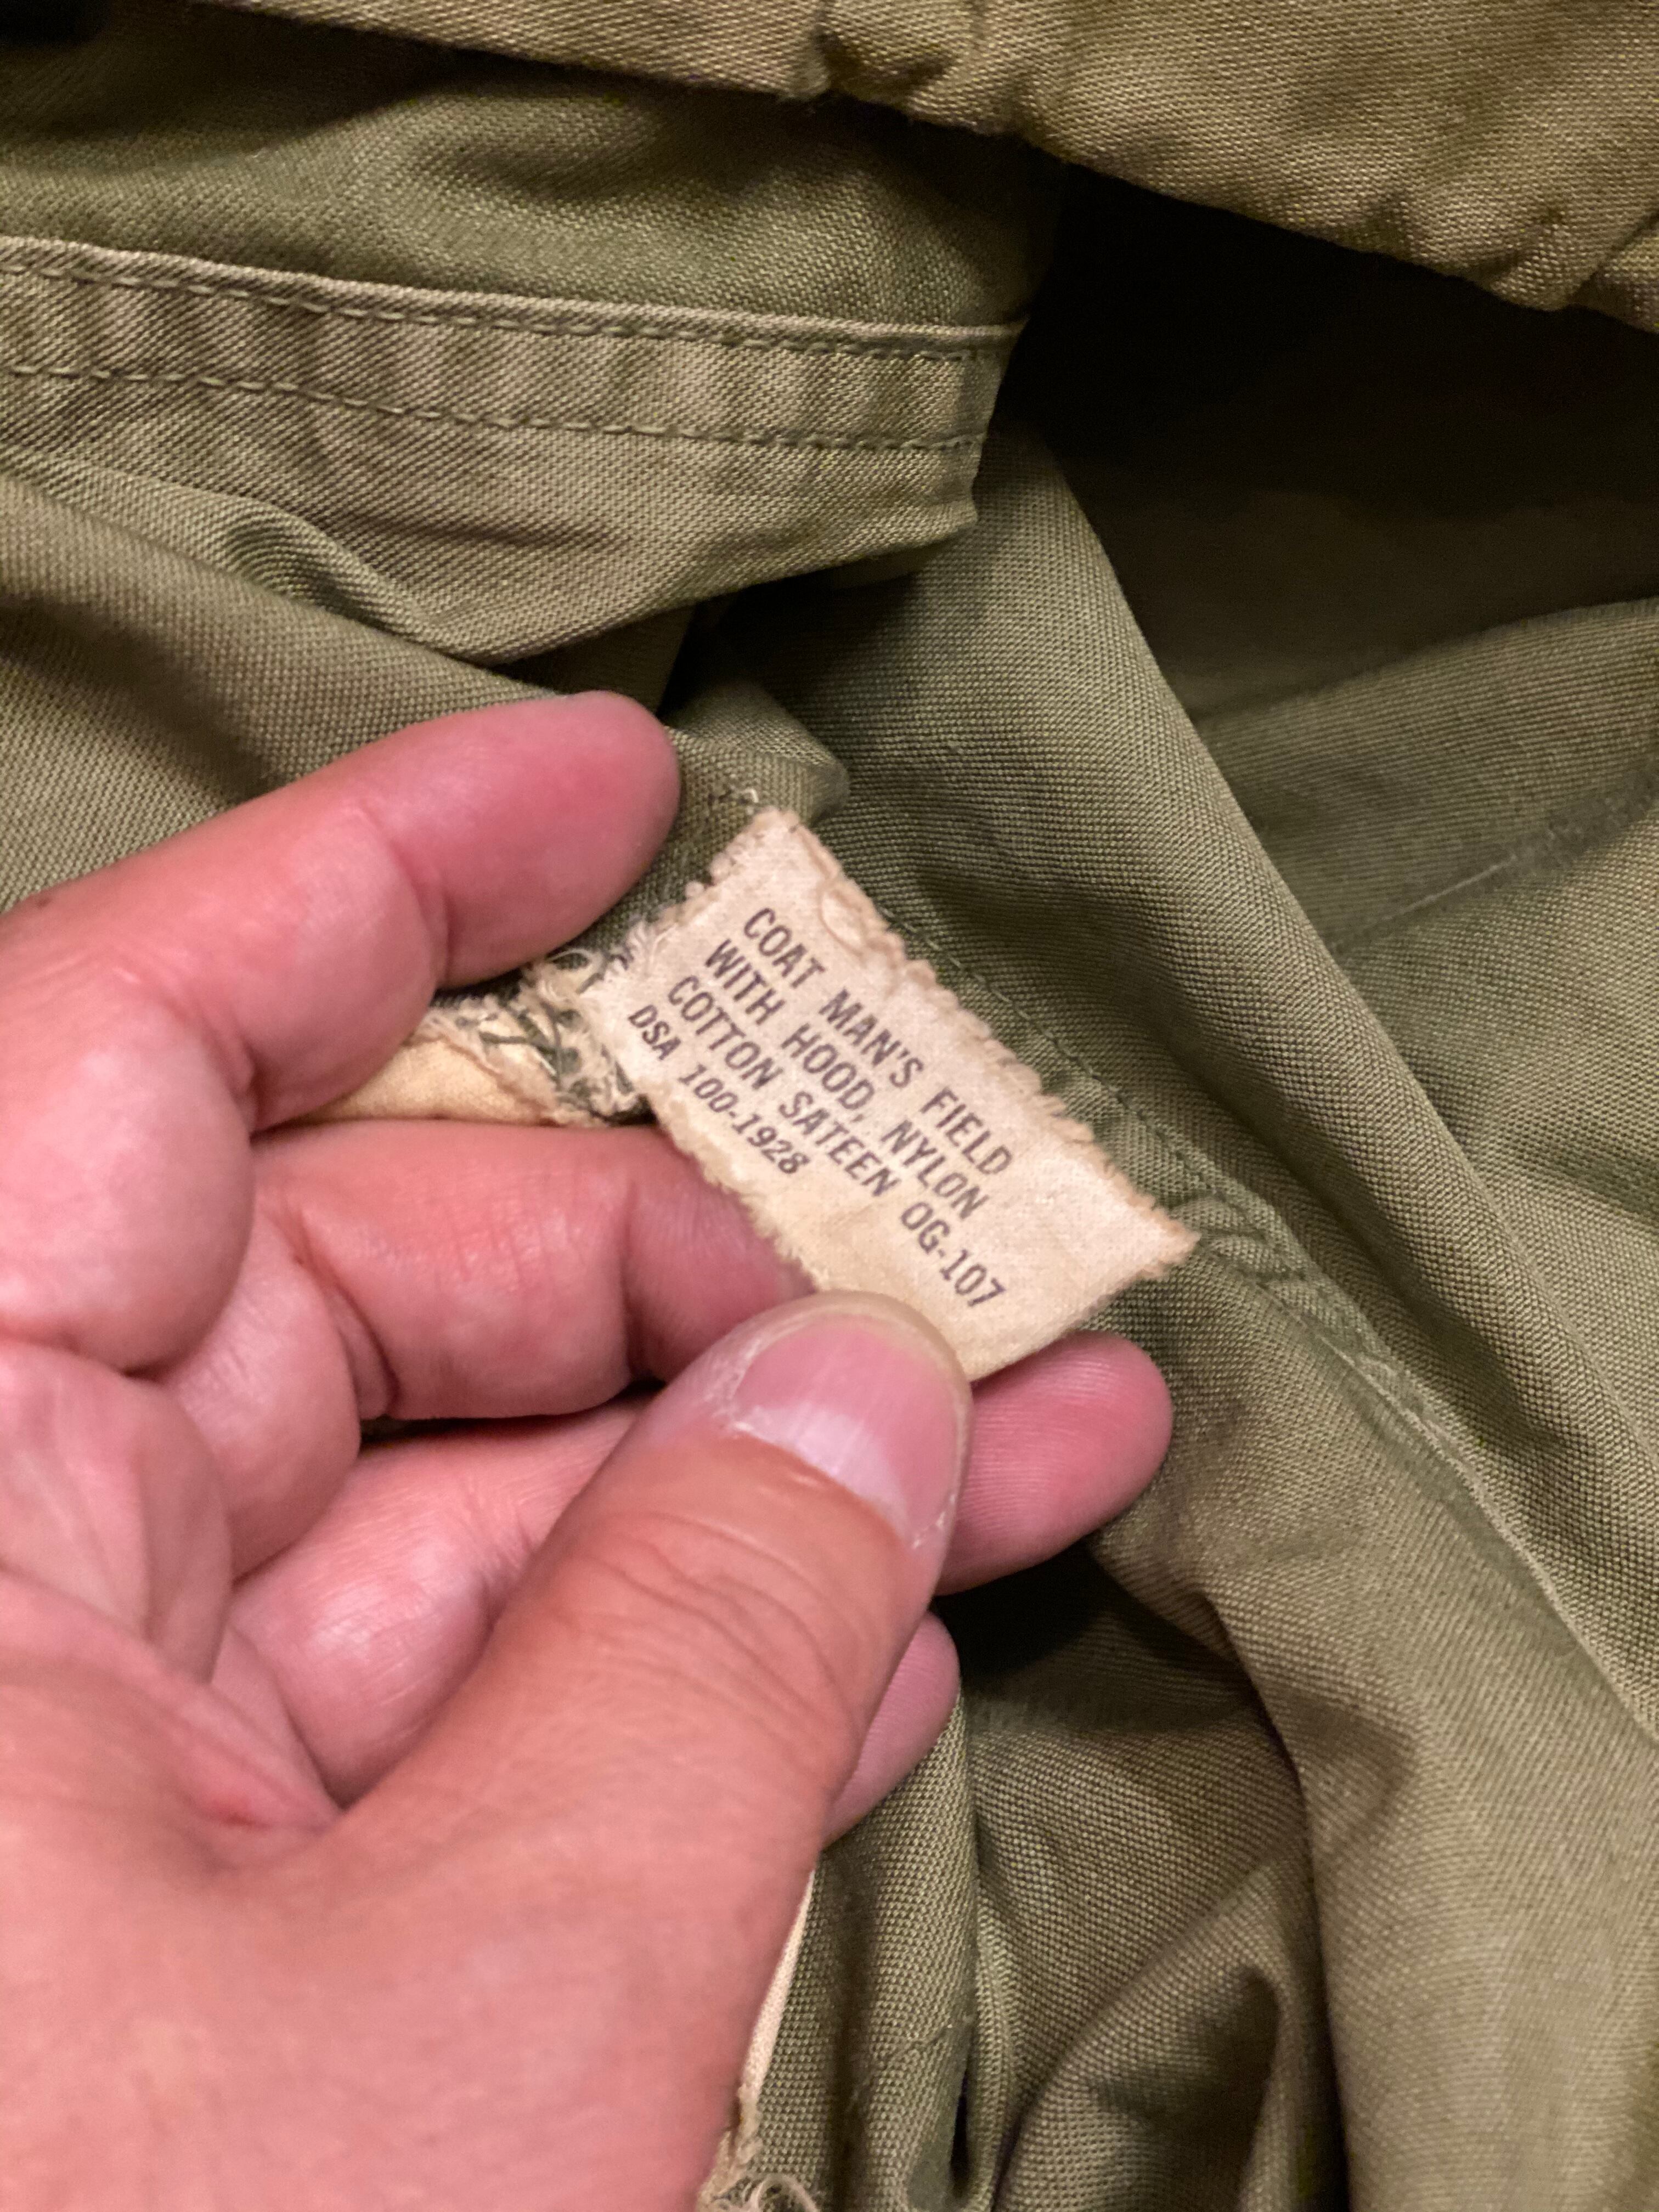 COAT MAN'S FIELD
WITH HOOD, NYLON
COTTON SATEEN OG-107
DSA 100-1928